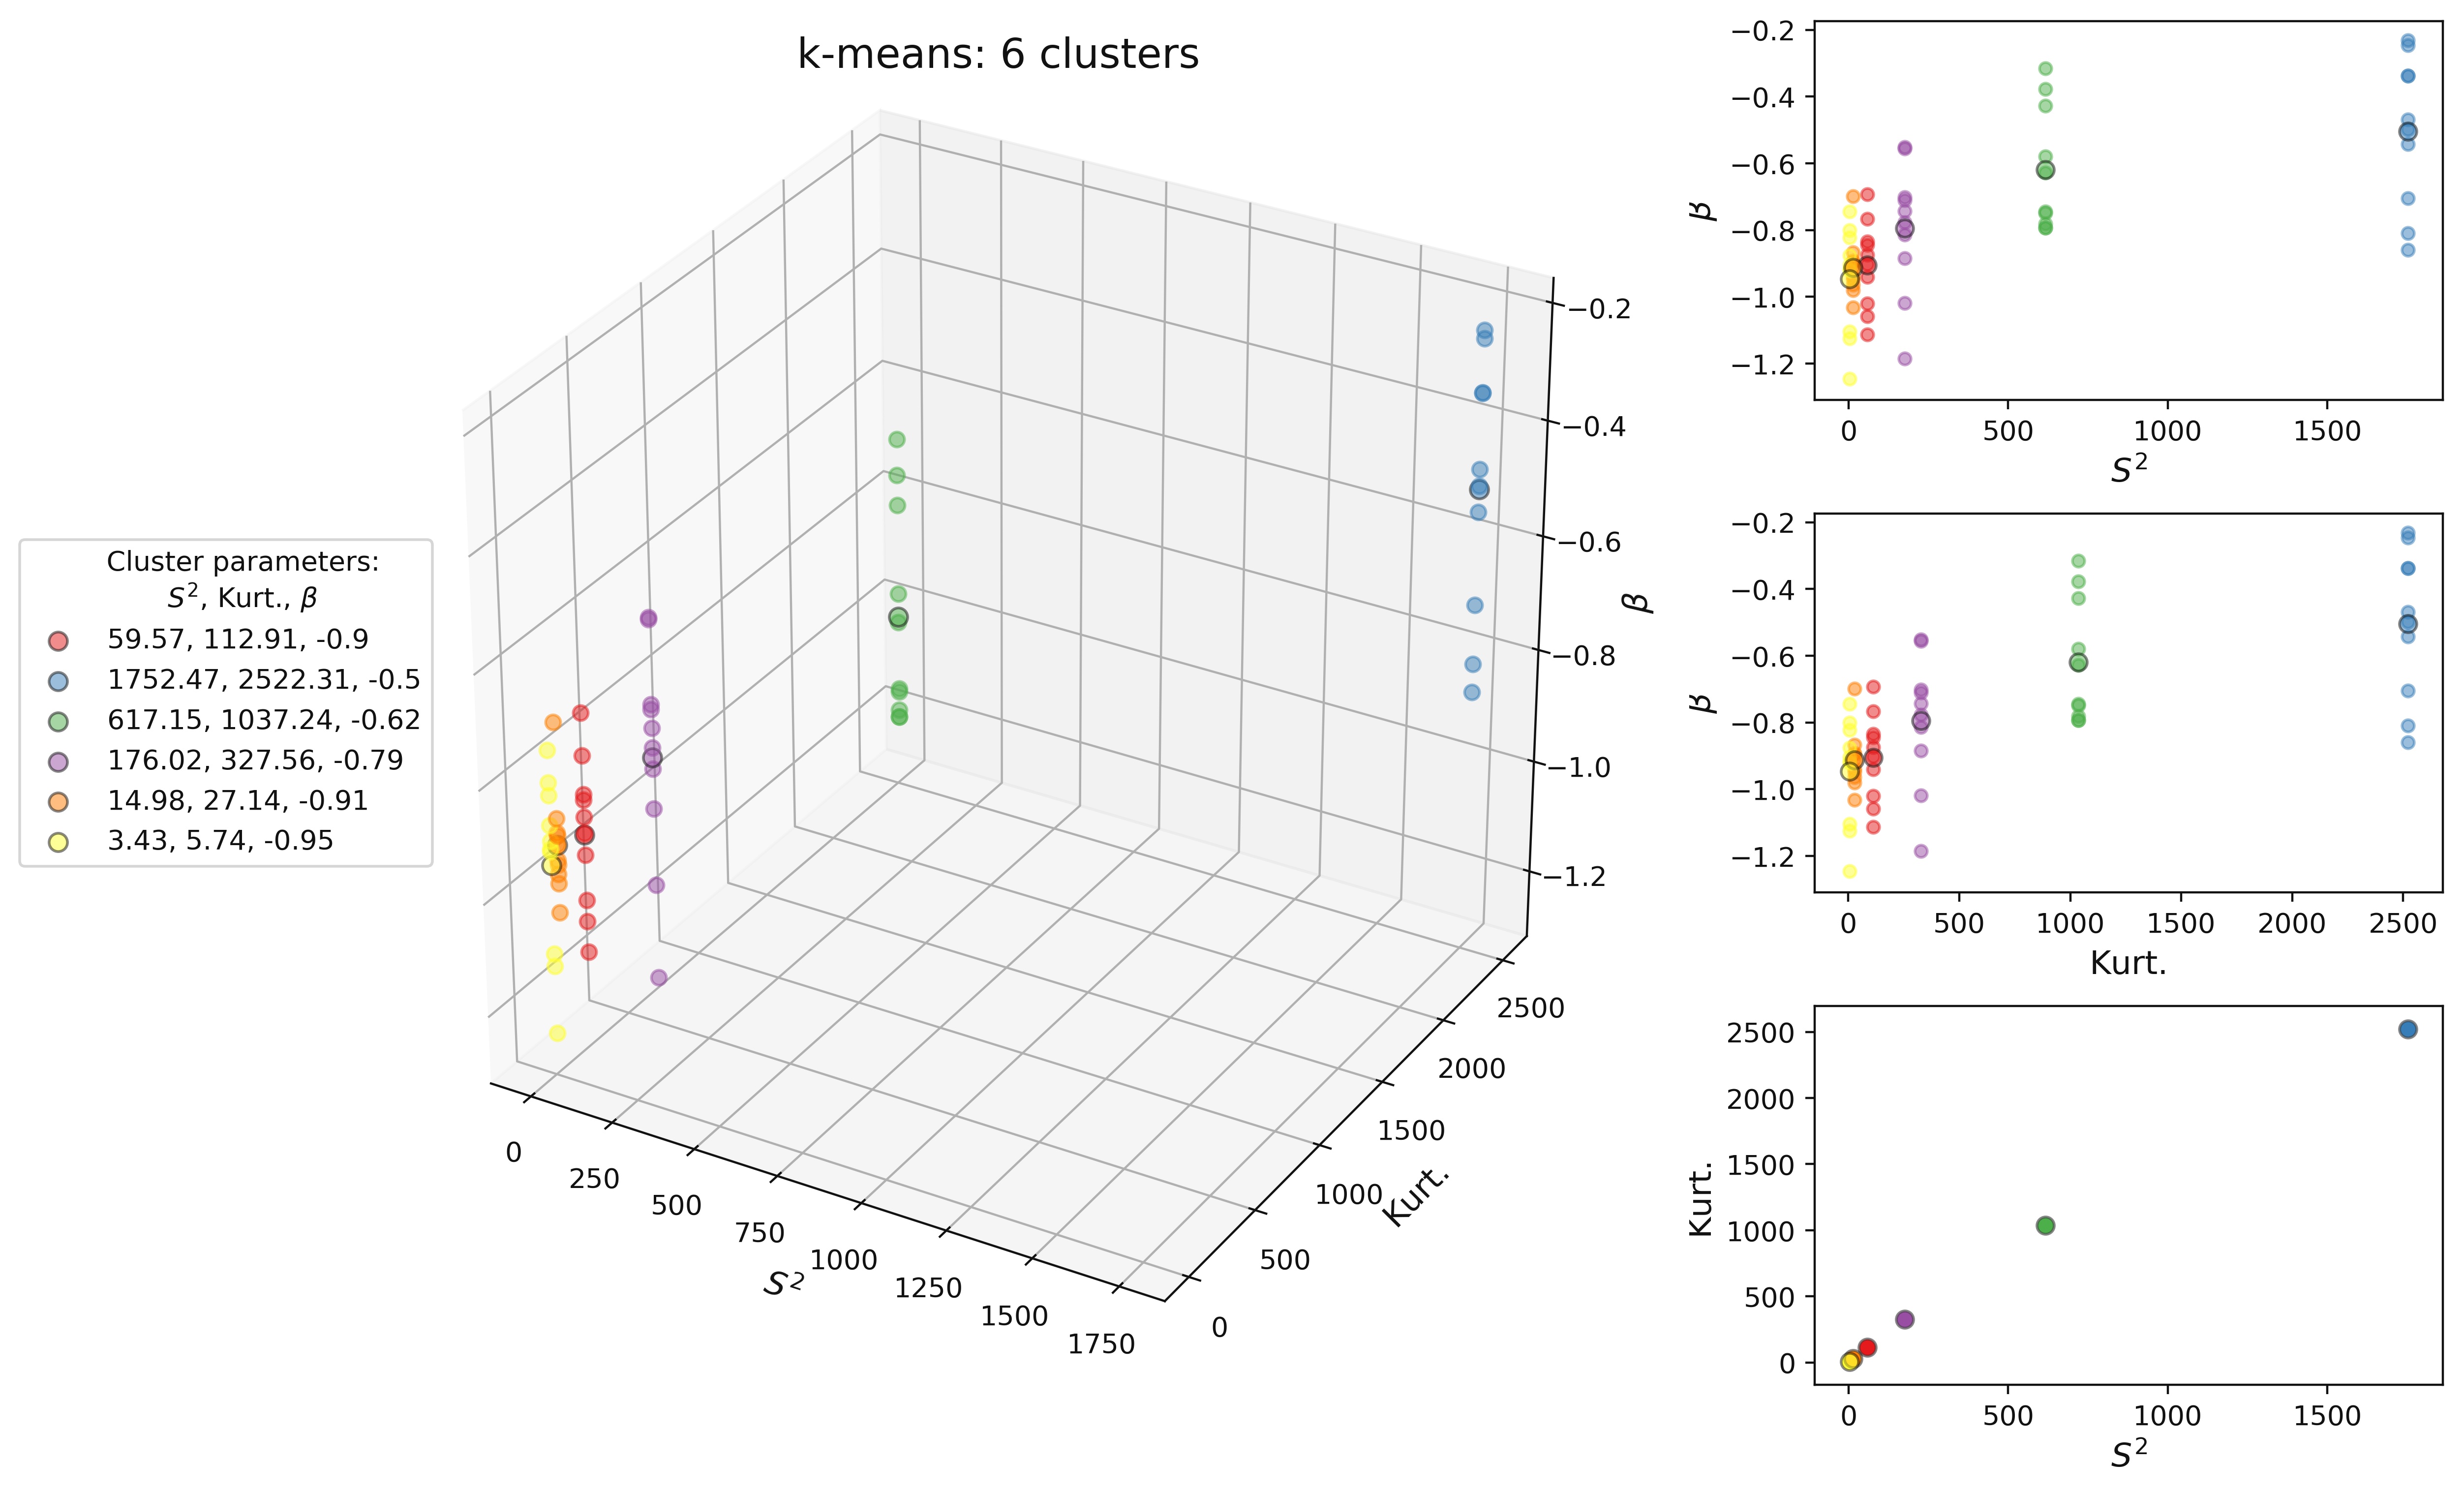 k-means: 6 clusters
Cluster parameters:
S², Kurt., β
59.57, 112.91, -0.9
1752.47, 2522.31, -0.5
617.15, 1037.24, -0.62
176.02, 327.56, -0.79
14.98, 27.14, -0.91
3.43, 5.74, -0.95
−0.2
−0.4
−0.6
−0.8
−1.0
−1.2
β
0
250
500
750
1000
1250
1500
1750
S²
0
500
1000
1500
2000
2500
Kurt.
−0.2
−0.4
−0.6
−0.8
−1.0
−1.2
β
0 500 1000 1500
S²
−0.2
−0.4
−0.6
−0.8
−1.0
−1.2
β
0 500 1000 1500 2000 2500
Kurt.
2500
2000
1500
1000
500
0
Kurt.
0 500 1000 1500
S²